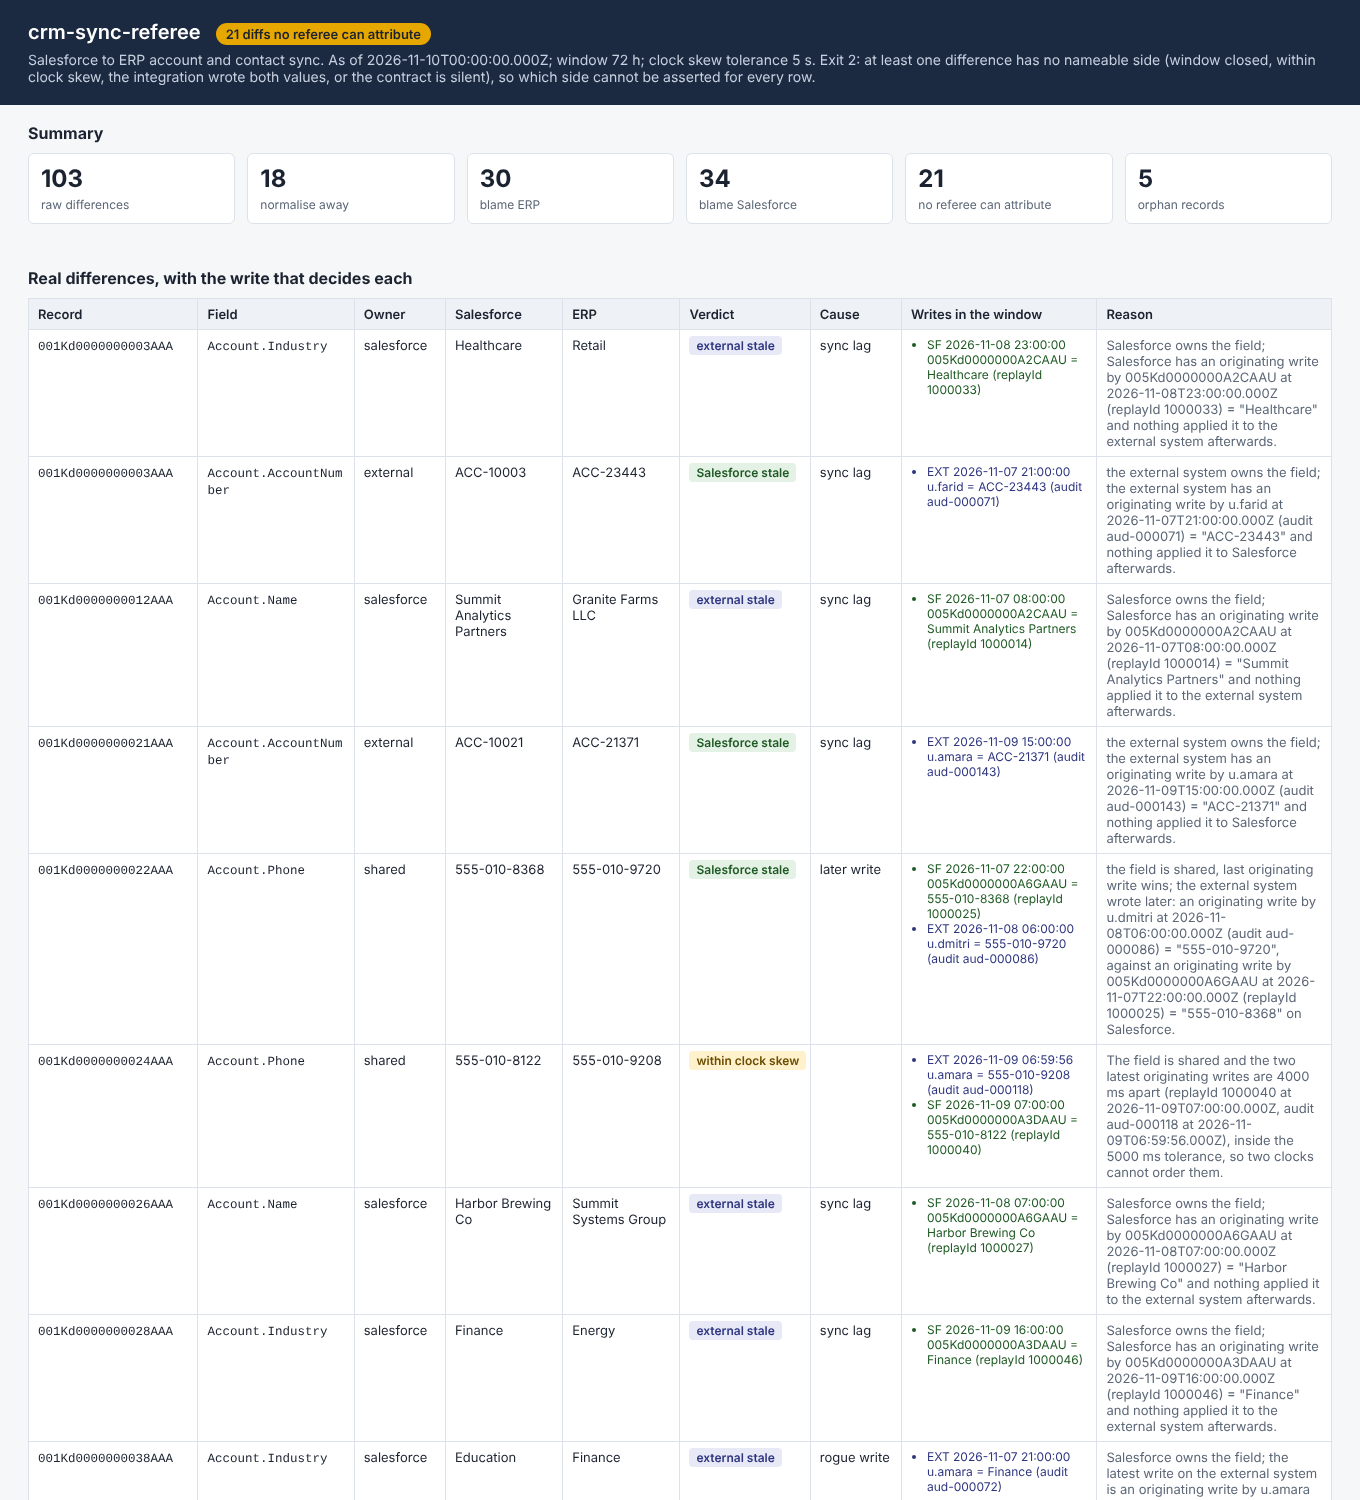 crm-sync-referee
21 diffs no referee can attribute
Salesforce to ERP account and contact sync. As of 2026-11-10T00:00:00.000Z; window 72 h; clock skew tolerance 5 s. Exit 2: at least one difference has no nameable side (window closed, within
clock skew, the integration wrote both values, or the contract is silent), so which side cannot be asserted for every row.
Summary
103
raw differences
18
normalise away
30
blame ERP
34
blame Salesforce
21
no referee can attribute
5
orphan records
Real differences, with the write that decides each
Record
Field
Owner
Salesforce
ERP
Verdict
Cause
Writes in the window
Reason
001Kd0000000003AAA
Account.Industry
salesforce
Healthcare
Retail
external stale
sync lag
• SF 2026-11-08 23:00:00
005Kd0000000A2CAAU =
Healthcare (replayId
1000033)
Salesforce owns the field;
Salesforce has an originating write
by 005Kd0000000A2CAAU at
2026-11-08T23:00:00.000Z
(replayId 1000033) = "Healthcare"
and nothing applied it to the
external system afterwards.
001Kd0000000003AAA
Account.AccountNum
ber
external
ACC-10003
ACC-23443
Salesforce stale
sync lag
• EXT 2026-11-07 21:00:00
u.farid = ACC-23443 (audit
aud-000071)
the external system owns the field;
the external system has an
originating write by u.farid at
2026-11-07T21:00:00.000Z (audit
aud-000071) = "ACC-23443" and
nothing applied it to Salesforce
afterwards.
001Kd0000000012AAA
Account.Name
salesforce
Summit
Analytics
Partners
Granite Farms
LLC
external stale
sync lag
• SF 2026-11-07 08:00:00
005Kd0000000A2CAAU =
Summit Analytics Partners
(replayId 1000014)
Salesforce owns the field;
Salesforce has an originating write
by 005Kd0000000A2CAAU at
2026-11-07T08:00:00.000Z
(replayId 1000014) = "Summit
Analytics Partners" and nothing
applied it to the external system
afterwards.
001Kd0000000021AAA
Account.AccountNum
ber
external
ACC-10021
ACC-21371
Salesforce stale
sync lag
• EXT 2026-11-09 15:00:00
u.amara = ACC-21371 (audit
aud-000143)
the external system owns the field;
the external system has an
originating write by u.amara at
2026-11-09T15:00:00.000Z (audit
aud-000143) = "ACC-21371" and
nothing applied it to Salesforce
afterwards.
001Kd0000000022AAA
Account.Phone
shared
555-010-8368
555-010-9720
Salesforce stale
later write
• SF 2026-11-07 22:00:00
005Kd0000000A6GAAU =
555-010-8368 (replayId
1000025)
• EXT 2026-11-08 06:00:00
u.dmitri = 555-010-9720
(audit aud-000086)
the field is shared, last originating
write wins; the external system
wrote later: an originating write by
u.dmitri at 2026-11-
08T06:00:00.000Z (audit aud-
000086) = "555-010-9720",
against an originating write by
005Kd0000000A6GAAU at 2026-
11-07T22:00:00.000Z (replayId
1000025) = "555-010-8368" on
Salesforce.
001Kd0000000024AAA
Account.Phone
shared
555-010-8122
555-010-9208
within clock skew
• EXT 2026-11-09 06:59:56
u.amara = 555-010-9208
(audit aud-000118)
• SF 2026-11-09 07:00:00
005Kd0000000A3DAAU =
555-010-8122 (replayId
1000040)
The field is shared and the two
latest originating writes are 4000
ms apart (replayId 1000040 at
2026-11-09T07:00:00.000Z, audit
aud-000118 at 2026-11-
09T06:59:56.000Z), inside the
5000 ms tolerance, so two clocks
cannot order them.
001Kd0000000026AAA
Account.Name
salesforce
Harbor Brewing
Co
Summit
Systems Group
external stale
sync lag
• SF 2026-11-08 07:00:00
005Kd0000000A6GAAU =
Harbor Brewing Co
(replayId 1000027)
Salesforce owns the field;
Salesforce has an originating write
by 005Kd0000000A6GAAU at
2026-11-08T07:00:00.000Z
(replayId 1000027) = "Harbor
Brewing Co" and nothing applied it
to the external system afterwards.
001Kd0000000028AAA
Account.Industry
salesforce
Finance
Energy
external stale
sync lag
• SF 2026-11-09 16:00:00
005Kd0000000A3DAAU =
Finance (replayId 1000046)
Salesforce owns the field;
Salesforce has an originating write
by 005Kd0000000A3DAAU at
2026-11-09T16:00:00.000Z
(replayId 1000046) = "Finance"
and nothing applied it to the
external system afterwards.
001Kd0000000038AAA
Account.Industry
salesforce
Education
Finance
external stale
rogue write
• EXT 2026-11-07 21:00:00
u.amara = Finance (audit
aud-000072)
Salesforce owns the field; the
latest write on the external system
is an originating write by u.amara